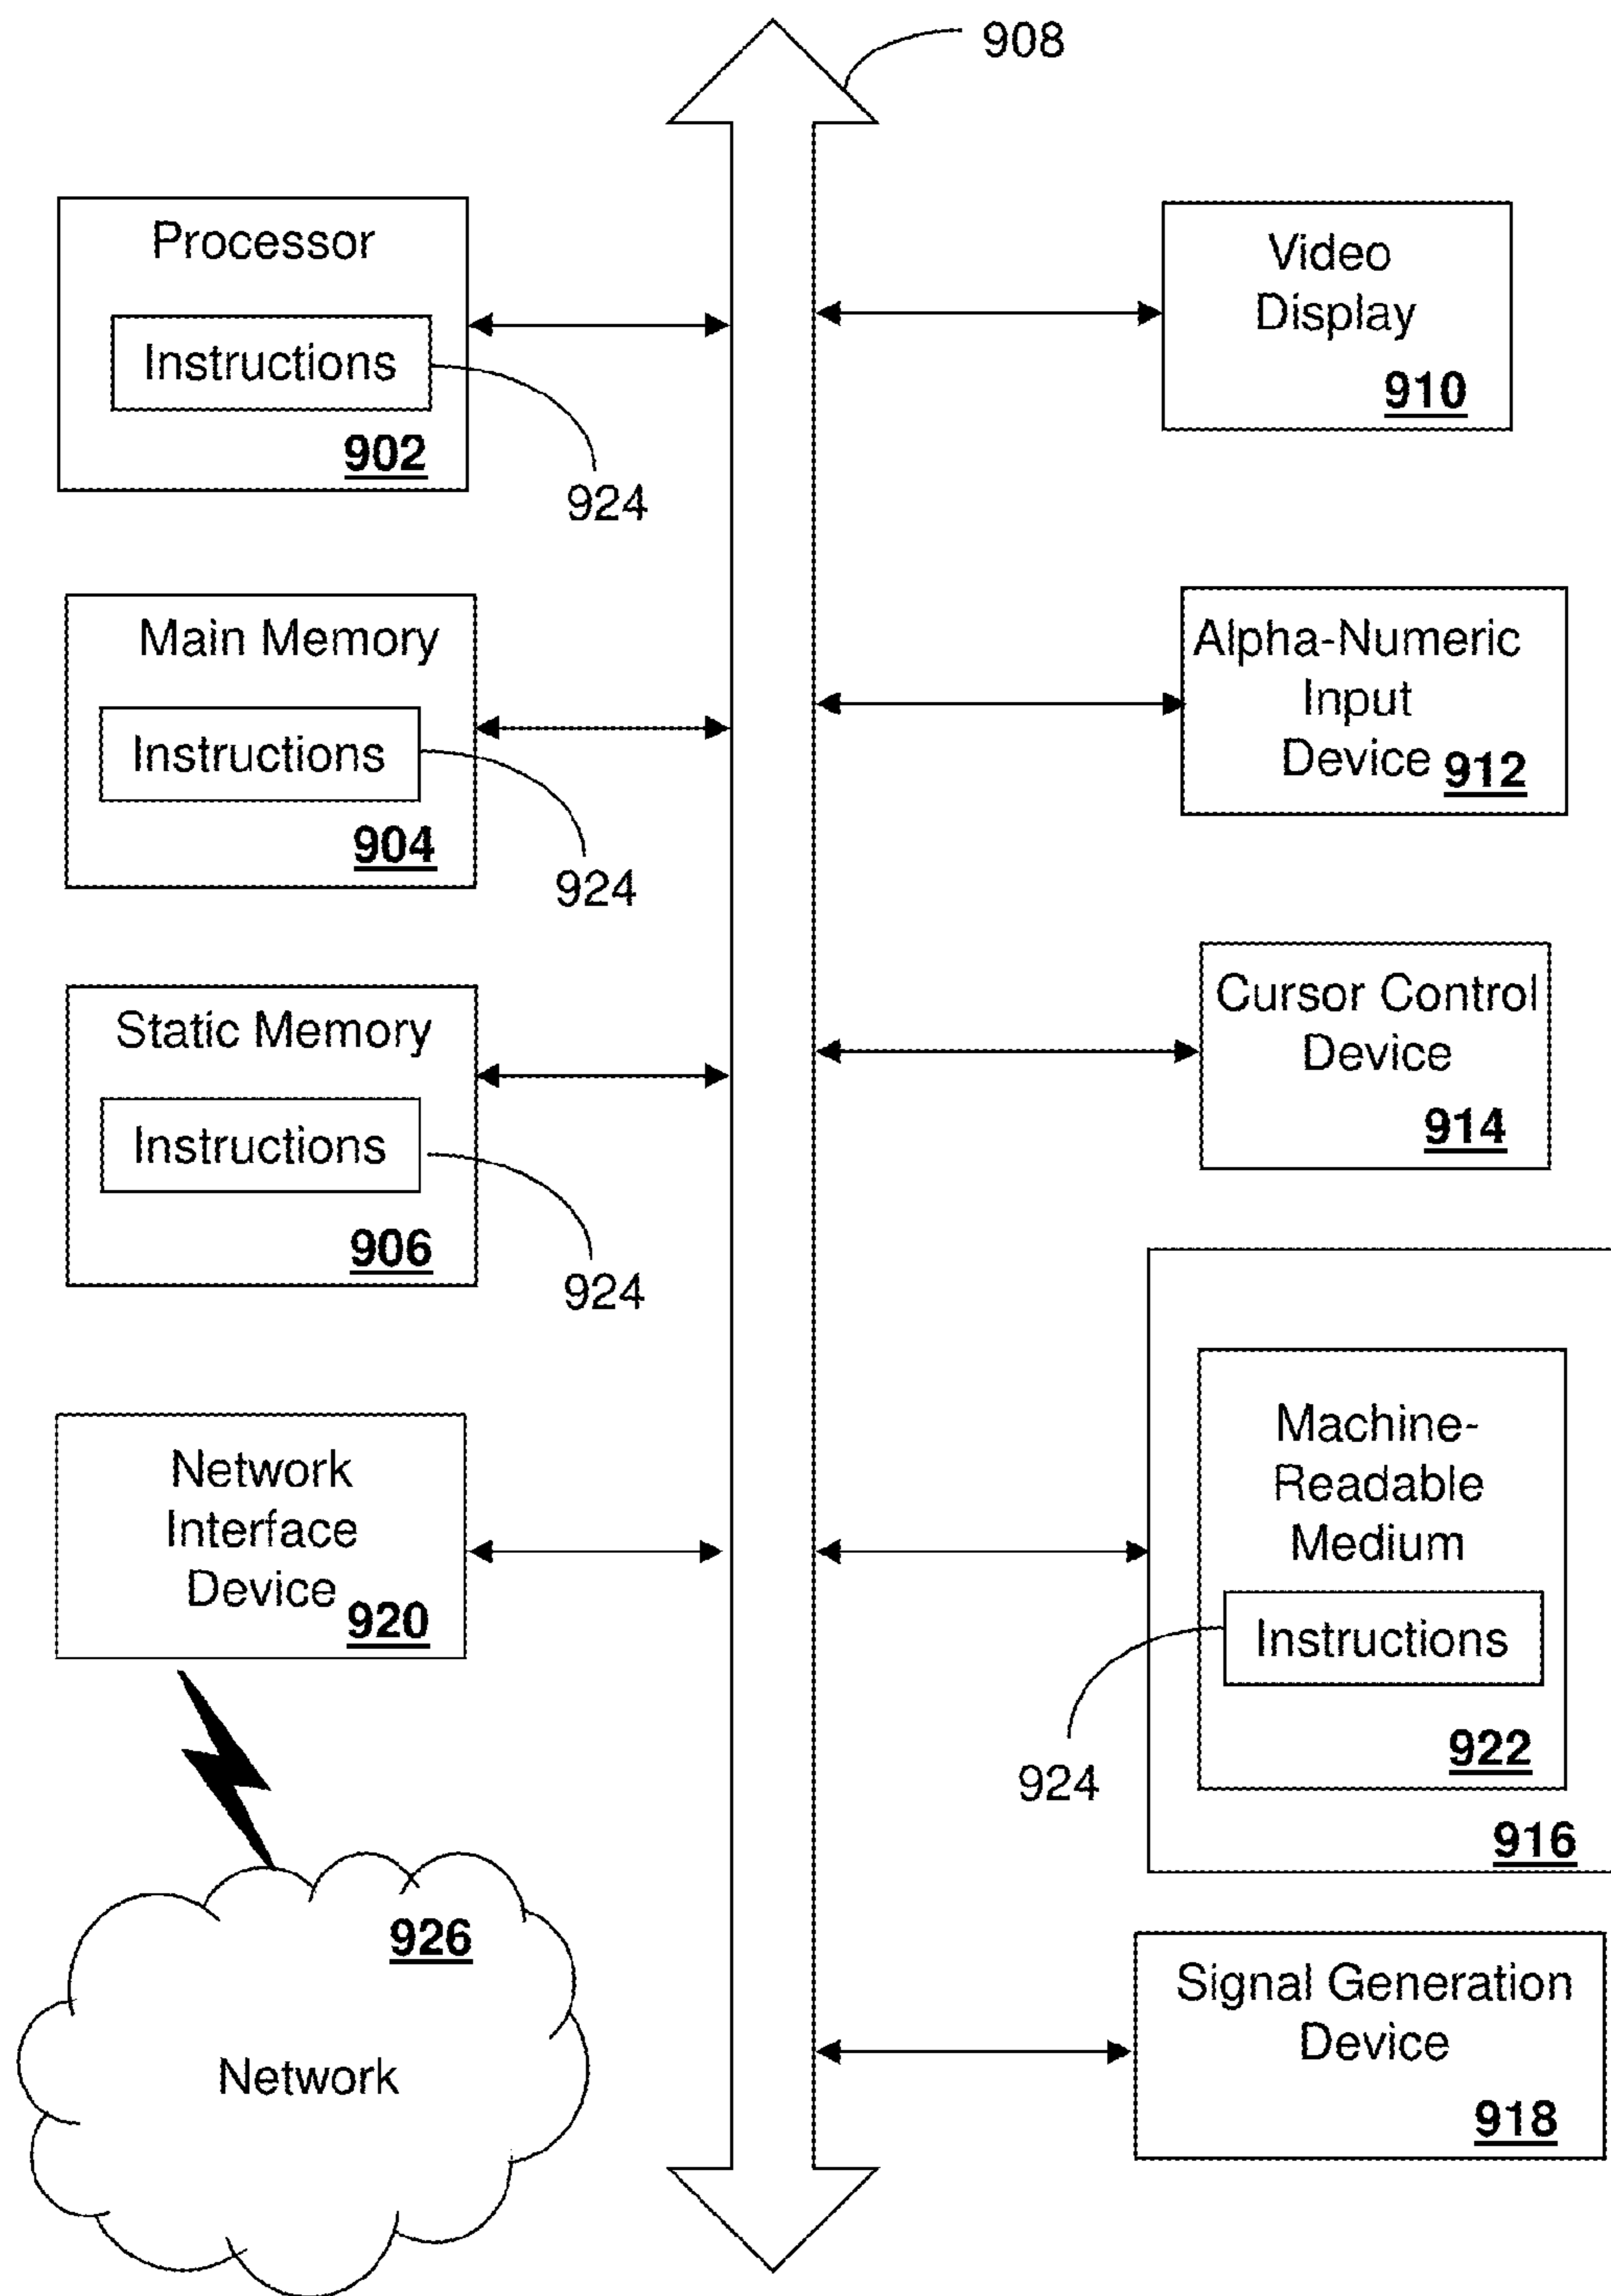 908
Processor
Instructions
902
924
Main Memory
Instructions
904
924
Static Memory
Instructions
906
924
Network
Interface
Device
920
926
Network
Video
Display
910
Alpha-Numeric
Input
Device
912
Cursor Control
Device
914
Machine-
Readable
Medium
Instructions
922
924
916
Signal Generation
Device
918